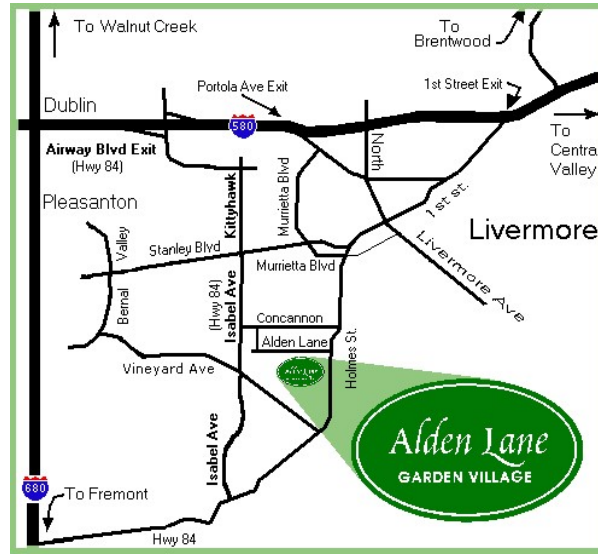 To Walnut Creek
To
Brentwood
Portola Ave Exit
1st Street Exit
Dublin
580
To
Central
Valley
Airway Blvd Exit
(Hwy 84)
North
Kittyhawk
Murrietta Blvd
1st st.
Pleasanton
Livermore
Valley
Stanley Blvd
Murrietta Blvd
Livermore Ave
Bernal
(Hwy 84)
Isabel Ave
Concannon
Alden Lane
Holmes St.
Vineyard Ave
Alden Lane
Isabel Ave
Alden Lane
GARDEN VILLAGE
680
To Fremont
Hwy 84